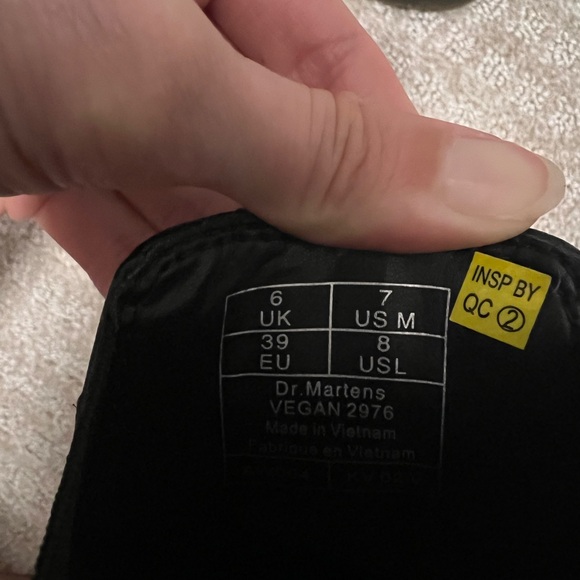 6 7
UK US M
39 8
EU USL
Dr.Martens
VEGAN 2976
Made in Vietnam
Fabrique en Vietnam
INSP BY
QC 2